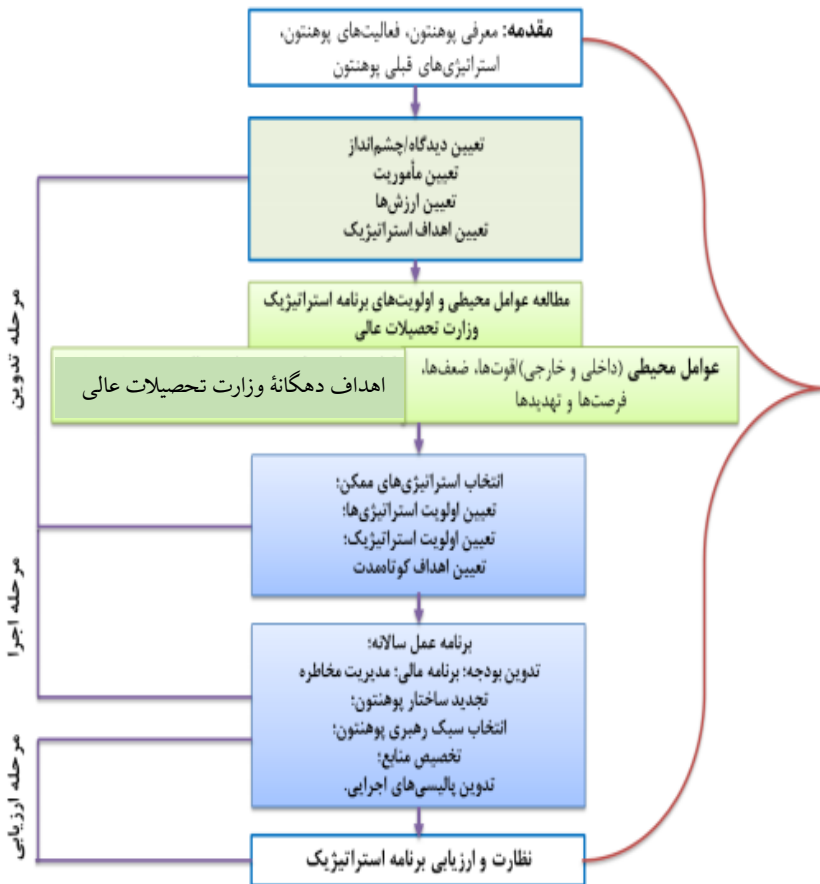 مقدمه: معرفی پوهنتون، فعالیت‌های پوهنتون،
استراتیژی‌های قبلی پوهنتون
تعیین دیدگاه/چشم‌انداز
تعیین مأموریت
تعیین ارزش‌ها
تعیین اهداف استراتیژیک
مطالعه عوامل محیطی و اولویت‌های برنامه استراتیژیک
وزارت تحصیلات عالی
عوامل محیطی (داخلی و خارجی)/قوت‌ها، ضعف‌ها،
فرصت‌ها و تهدیدها
اهداف دهگانۀ وزارت تحصیلات عالی
انتخاب استراتیژی‌های ممکن؛
تعیین اولویت استراتیژی‌ها؛
تعیین اولویت استراتیژیک؛
تعیین اهداف کوتاه‌مدت
برنامه عمل سالانه؛
تدوین بودجه؛ برنامه مالی؛ مدیریت مخاطره
تجدید ساختار پوهنتون؛
انتخاب سبک رهبری پوهنتون؛
تخصیص منابع؛
تدوین پالیسی‌های اجرایی.
نظارت و ارزیابی برنامه استراتیژیک
مرحله تدوین
مرحله اجرا
مرحله ارزیابی